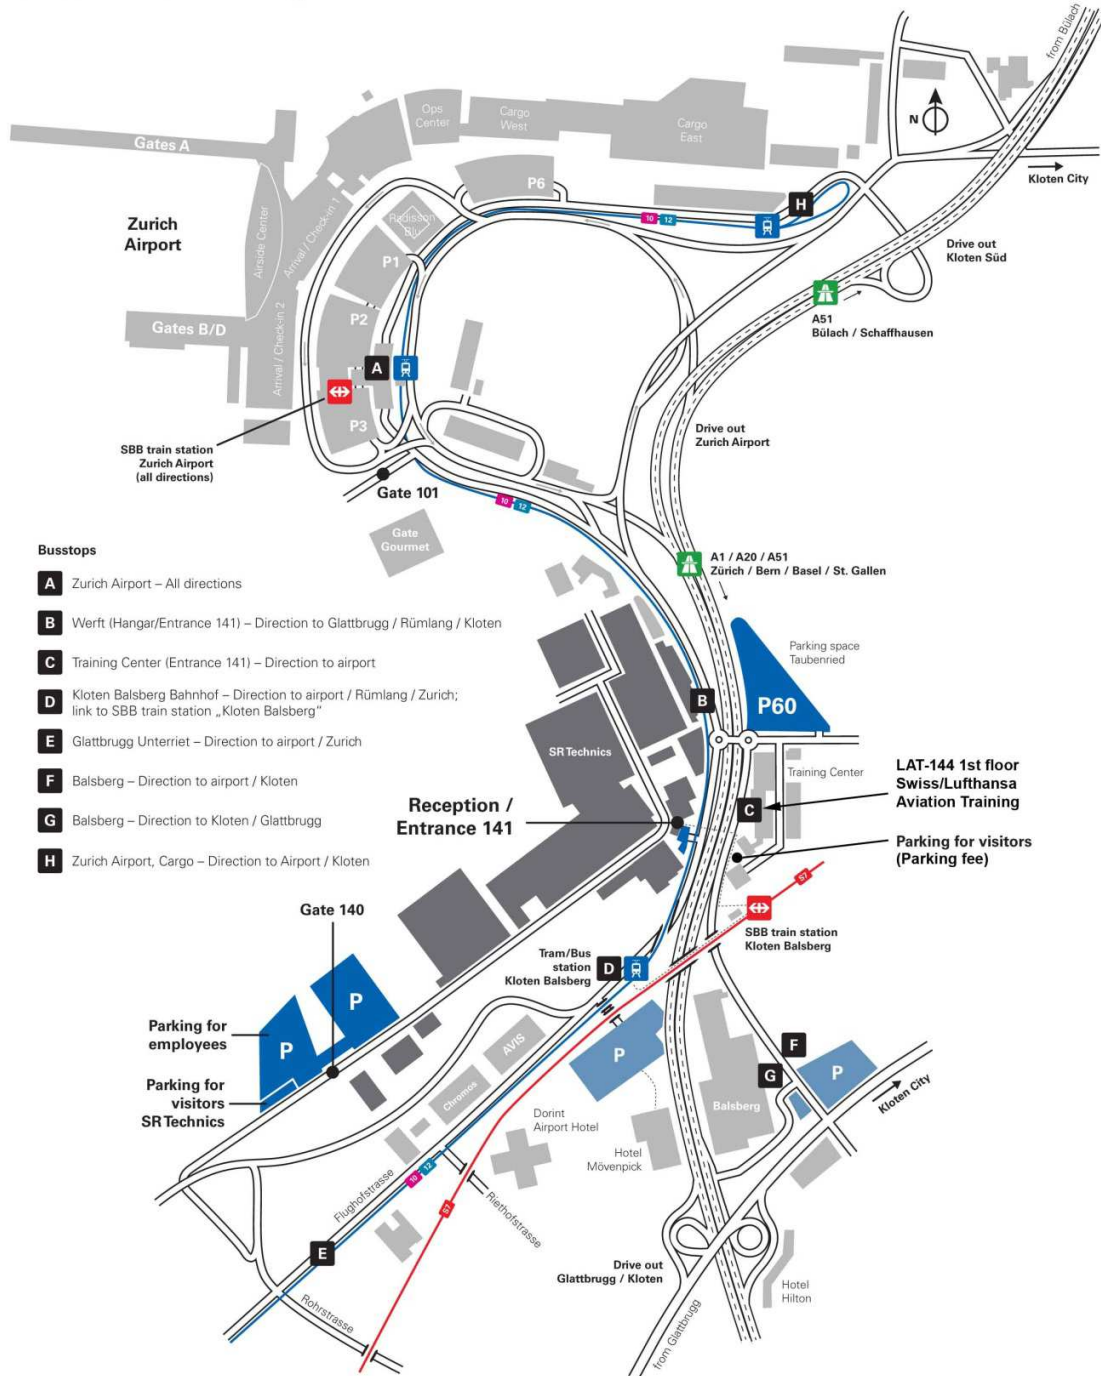 from Bülach
Ops
Center
Cargo
West
Cargo
East
N
Gates A
Kloten City
P6
H
10 12
Zurich
Airport
Airside Center
Arrival / Check-in 1
Radisson
Blu
Drive out
Kloten Süd
P1
A51
Bülach / Schaffhausen
P2
Gates B/D
Arrival / Check-in 2
A
P3
Drive out
Zurich Airport
SBB train station
Zurich Airport
(all directions)
Gate 101
10 12
Gate
Gourmet
A1 / A20 / A51
Zürich / Bern / Basel / St. Gallen
Busstops
A Zurich Airport – All directions
B Werft (Hangar/Entrance 141) – Direction to Glattbrugg / Rümlang / Kloten
C Training Center (Entrance 141) – Direction to airport
D Kloten Balsberg Bahnhof – Direction to airport / Rümlang / Zurich;
link to SBB train station „Kloten Balsberg"
E Glattbrugg Unterriet – Direction to airport / Zurich
F Balsberg – Direction to airport / Kloten
G Balsberg – Direction to Kloten / Glattbrugg
H Zurich Airport, Cargo – Direction to Airport / Kloten
Parking space
Taubenried
P60
B
SR Technics
Training Center
LAT-144 1st floor
Swiss/Lufthansa
Aviation Training
C
Reception /
Entrance 141
Parking for visitors
(Parking fee)
S7
SBB train station
Kloten Balsberg
Gate 140
Tram/Bus
station
Kloten Balsberg
D
P
P
Parking for
employees
Parking for
visitors
SR Technics
AVIS
Chromos
P
F
G
P
Kloten City
Balsberg
Dorint
Airport Hotel
Hotel
Mövenpick
10 12
Flughofstrasse
Riethofstrasse
S7
E
Rohrstrasse
Drive out
Glattbrugg / Kloten
Hotel
Hilton
from Glattbrugg